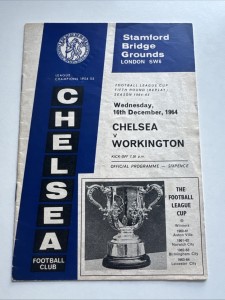 Stamford
Bridge
Grounds
LONDON SW6
LEAGUE
CHAMPIONS 1954-55
FOOTBALL LEAGUE CUP
FIFTH ROUND (REPLAY)
SEASON 1964-65
Wednesday,
16th December, 1964
CHELSEA
v
WORKINGTON
KICK-OFF 7.30 p.m.
OFFICIAL PROGRAMME — SIXPENCE
CHELSEA
FOOTBALL
CLUB
THE
FOOTBALL
LEAGUE
CUP
Winners
1960-61
Aston Villa
1961-62
Norwich City
1962-63
Birmingham City
1963-64
Leicester City